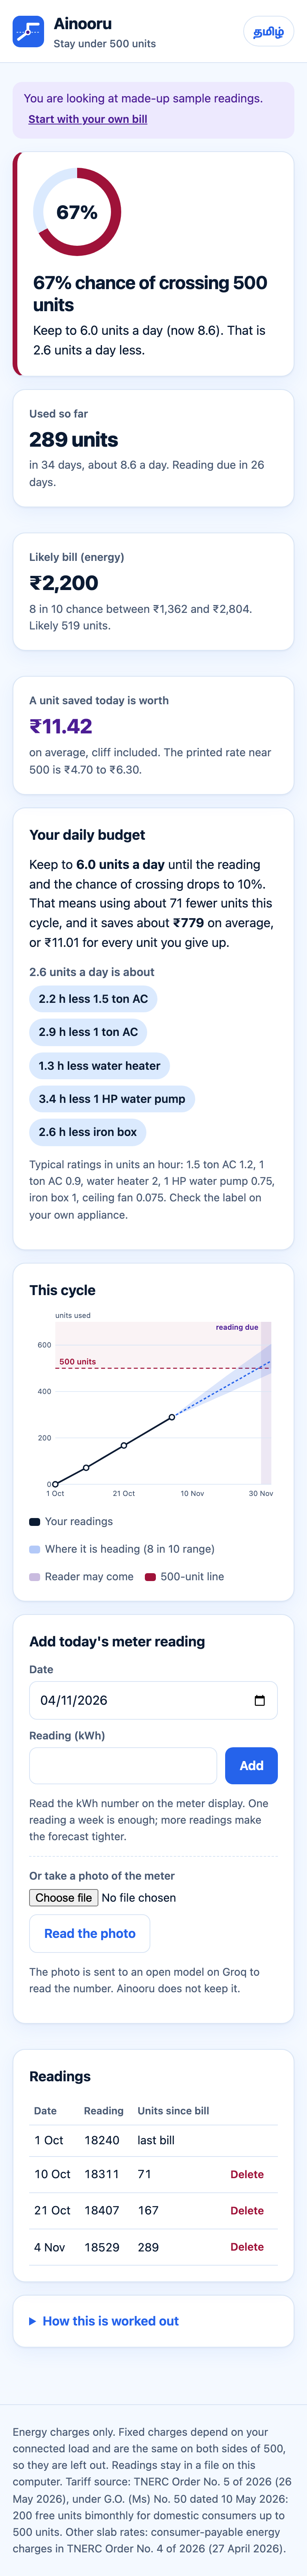 Ainooru
Stay under 500 units
தமிழ்
You are looking at made-up sample readings.
Start with your own bill
67%
67% chance of crossing 500
units
Keep to 6.0 units a day (now 8.6). That is
2.6 units a day less.
Used so far
289 units
in 34 days, about 8.6 a day. Reading due in 26
days.
Likely bill (energy)
₹2,200
8 in 10 chance between ₹1,362 and ₹2,804.
Likely 519 units.
A unit saved today is worth
₹11.42
on average, cliff included. The printed rate near
500 is ₹4.70 to ₹6.30.
Your daily budget
Keep to 6.0 units a day until the reading
and the chance of crossing drops to 10%.
That means using about 71 fewer units this
cycle, and it saves about ₹779 on average,
or ₹11.01 for every unit you give up.
2.6 units a day is about
2.2 h less 1.5 ton AC
2.9 h less 1 ton AC
1.3 h less water heater
3.4 h less 1 HP water pump
2.6 h less iron box
Typical ratings in units an hour: 1.5 ton AC 1.2, 1
ton AC 0.9, water heater 2, 1 HP water pump 0.75,
iron box 1, ceiling fan 0.075. Check the label on
your own appliance.
This cycle
units used
reading due
600
500 units
400
200
0
1 Oct 21 Oct 10 Nov 30 Nov
Your readings
Where it is heading (8 in 10 range)
Reader may come 500-unit line
Add today's meter reading
Date
04/11/2026
Reading (kWh)
Add
Read the kWh number on the meter display. One
reading a week is enough; more readings make
the forecast tighter.
Or take a photo of the meter
Choose file No file chosen
Read the photo
The photo is sent to an open model on Groq to
read the number. Ainooru does not keep it.
Readings
Date Reading Units since bill
1 Oct 18240 last bill
10 Oct 18311 71 Delete
21 Oct 18407 167 Delete
4 Nov 18529 289 Delete
How this is worked out
Energy charges only. Fixed charges depend on your
connected load and are the same on both sides of 500,
so they are left out. Readings stay in a file on this
computer. Tariff source: TNERC Order No. 5 of 2026 (26
May 2026), under G.O. (Ms) No. 50 dated 10 May 2026:
200 free units bimonthly for domestic consumers up to
500 units. Other slab rates: consumer-payable energy
charges in TNERC Order No. 4 of 2026 (27 April 2026).